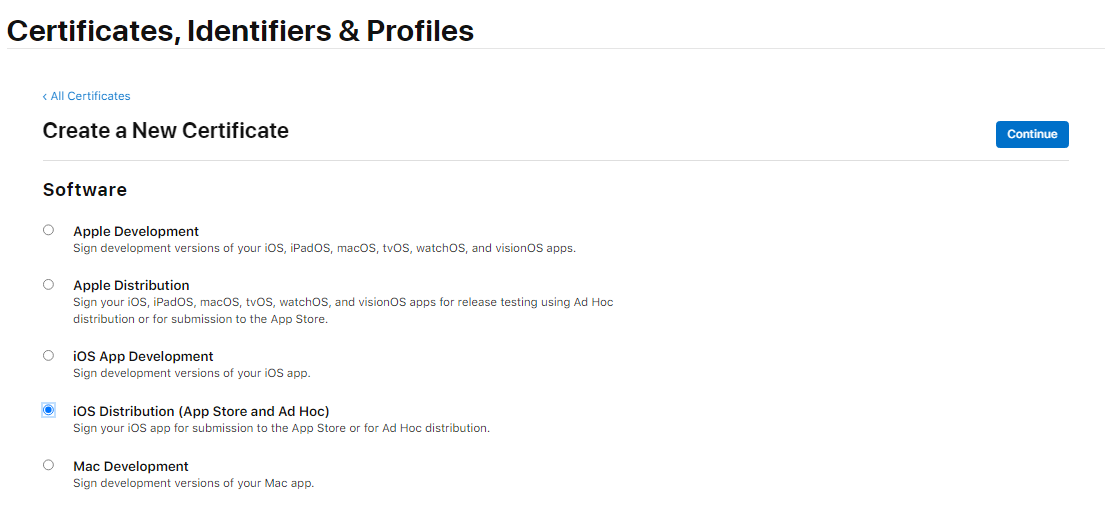 Certificates, Identifiers & Profiles
‹ All Certificates
Create a New Certificate
Continue
Software
Apple Development
Sign development versions of your iOS, iPadOS, macOS, tvOS, watchOS, and visionOS apps.
Apple Distribution
Sign your iOS, iPadOS, macOS, tvOS, watchOS, and visionOS apps for release testing using Ad Hoc
distribution or for submission to the App Store.
iOS App Development
Sign development versions of your iOS app.
iOS Distribution (App Store and Ad Hoc)
Sign your iOS app for submission to the App Store or for Ad Hoc distribution.
Mac Development
Sign development versions of your Mac app.